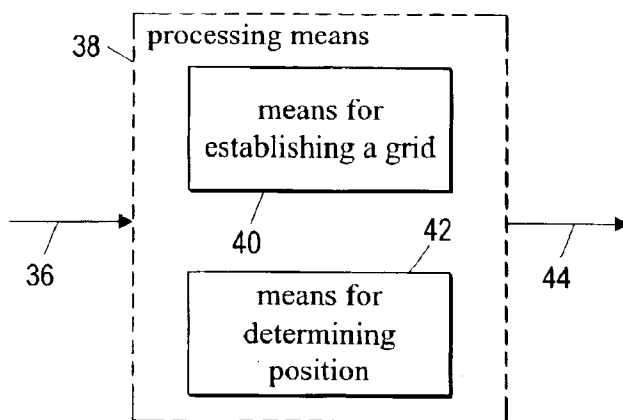 38
processing means
means for
establishing a grid
40
42
36
44
means for
determining
position